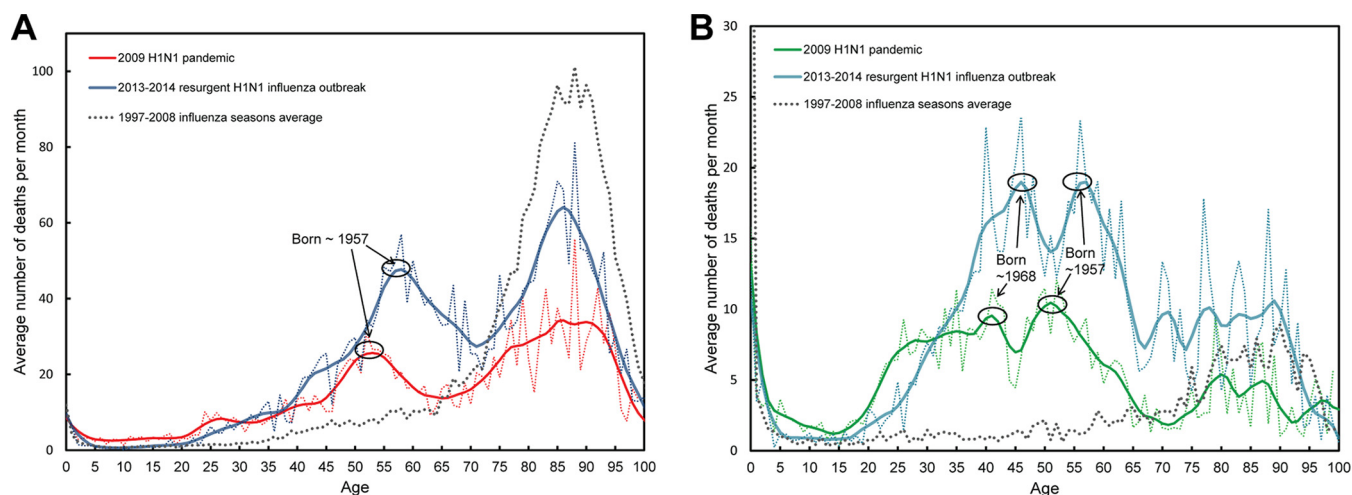 A
2009 H1N1 pandemic
2013-2014 resurgent H1N1 influenza outbreak
1997-2008 influenza seasons average
Average number of deaths per month
100
80
60
40
20
0
Born ~ 1957
0 5 10 15 20 25 30 35 40 45 50 55 60 65 70 75 80 85 90 95 100
Age
B
2009 H1N1 pandemic
2013-2014 resurgent H1N1 influenza outbreak
1997-2008 influenza seasons average
Average number of deaths per month
30
25
20
15
10
5
0
Born
~1968
Born
~1957
0 5 10 15 20 25 30 35 40 45 50 55 60 65 70 75 80 85 90 95 100
Age